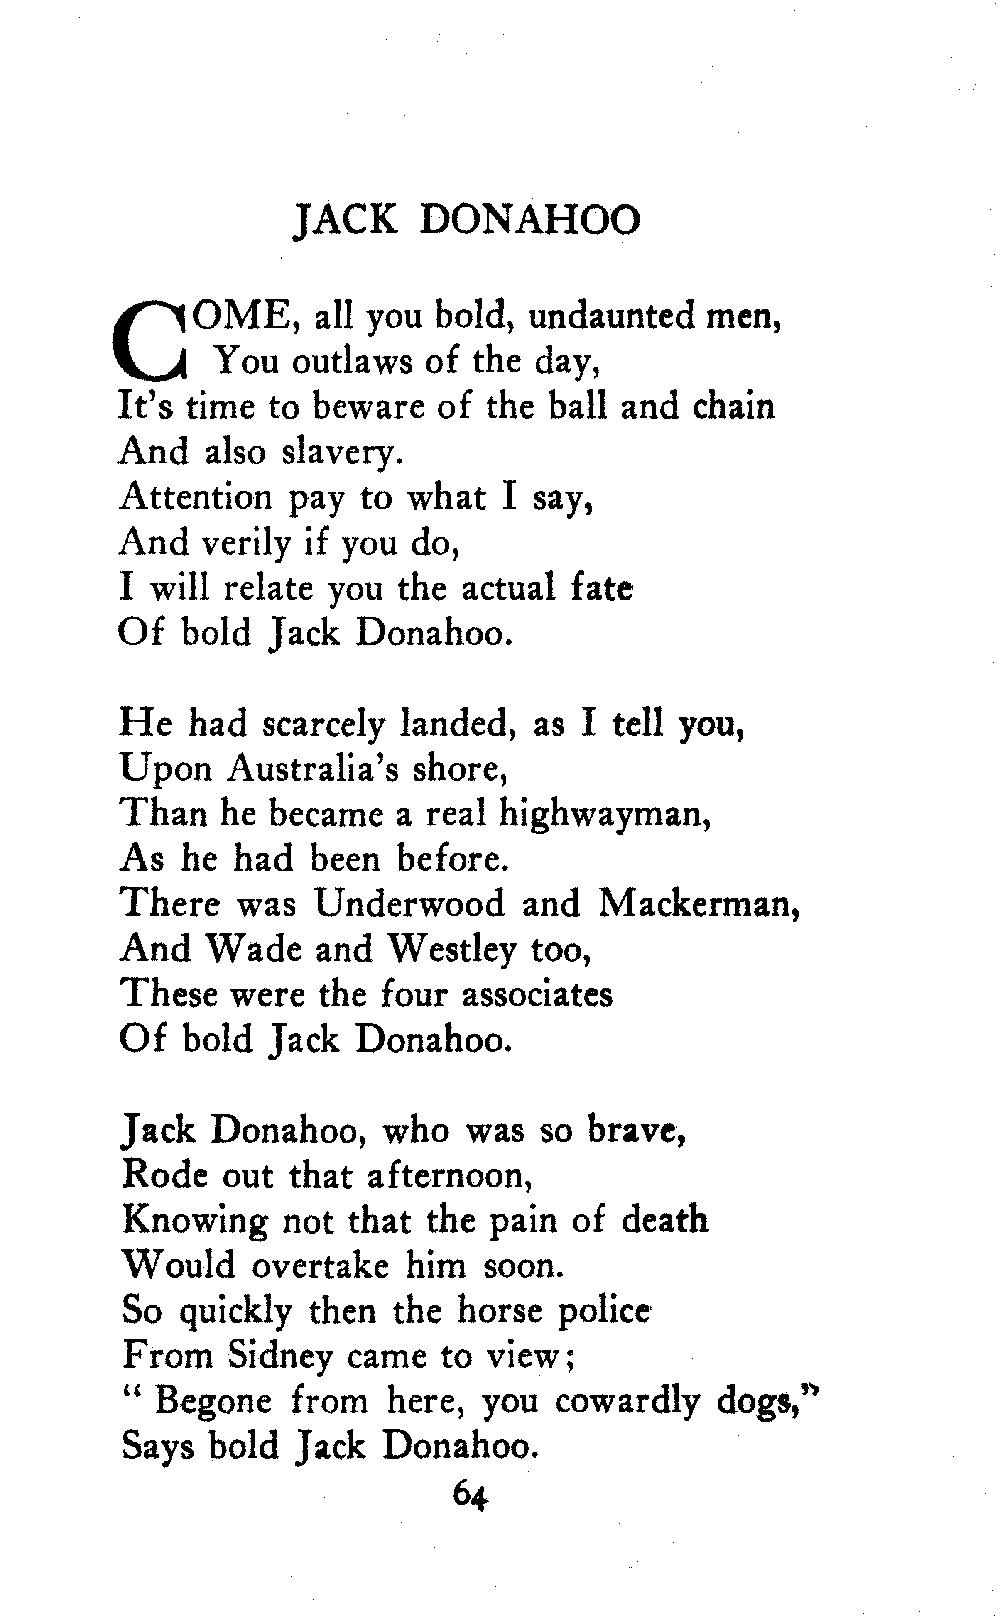 JACK DONAHOO
COME, all you bold, undaunted men,
You outlaws of the day,
It's time to beware of the ball and chain
And also slavery.
Attention pay to what I say,
And verily if you do,
I will relate you the actual fate
Of bold Jack Donahoo.
He had scarcely landed, as I tell you,
Upon Australia's shore,
Than he became a real highwayman,
As he had been before.
There was Underwood and Mackerman,
And Wade and Westley too,
These were the four associates
Of bold Jack Donahoo.
Jack Donahoo, who was so brave,
Rode out that afternoon,
Knowing not that the pain of death
Would overtake him soon.
So quickly then the horse police
From Sidney came to view;
“ Begone from here, you cowardly dogs,”
Says bold Jack Donahoo.
64